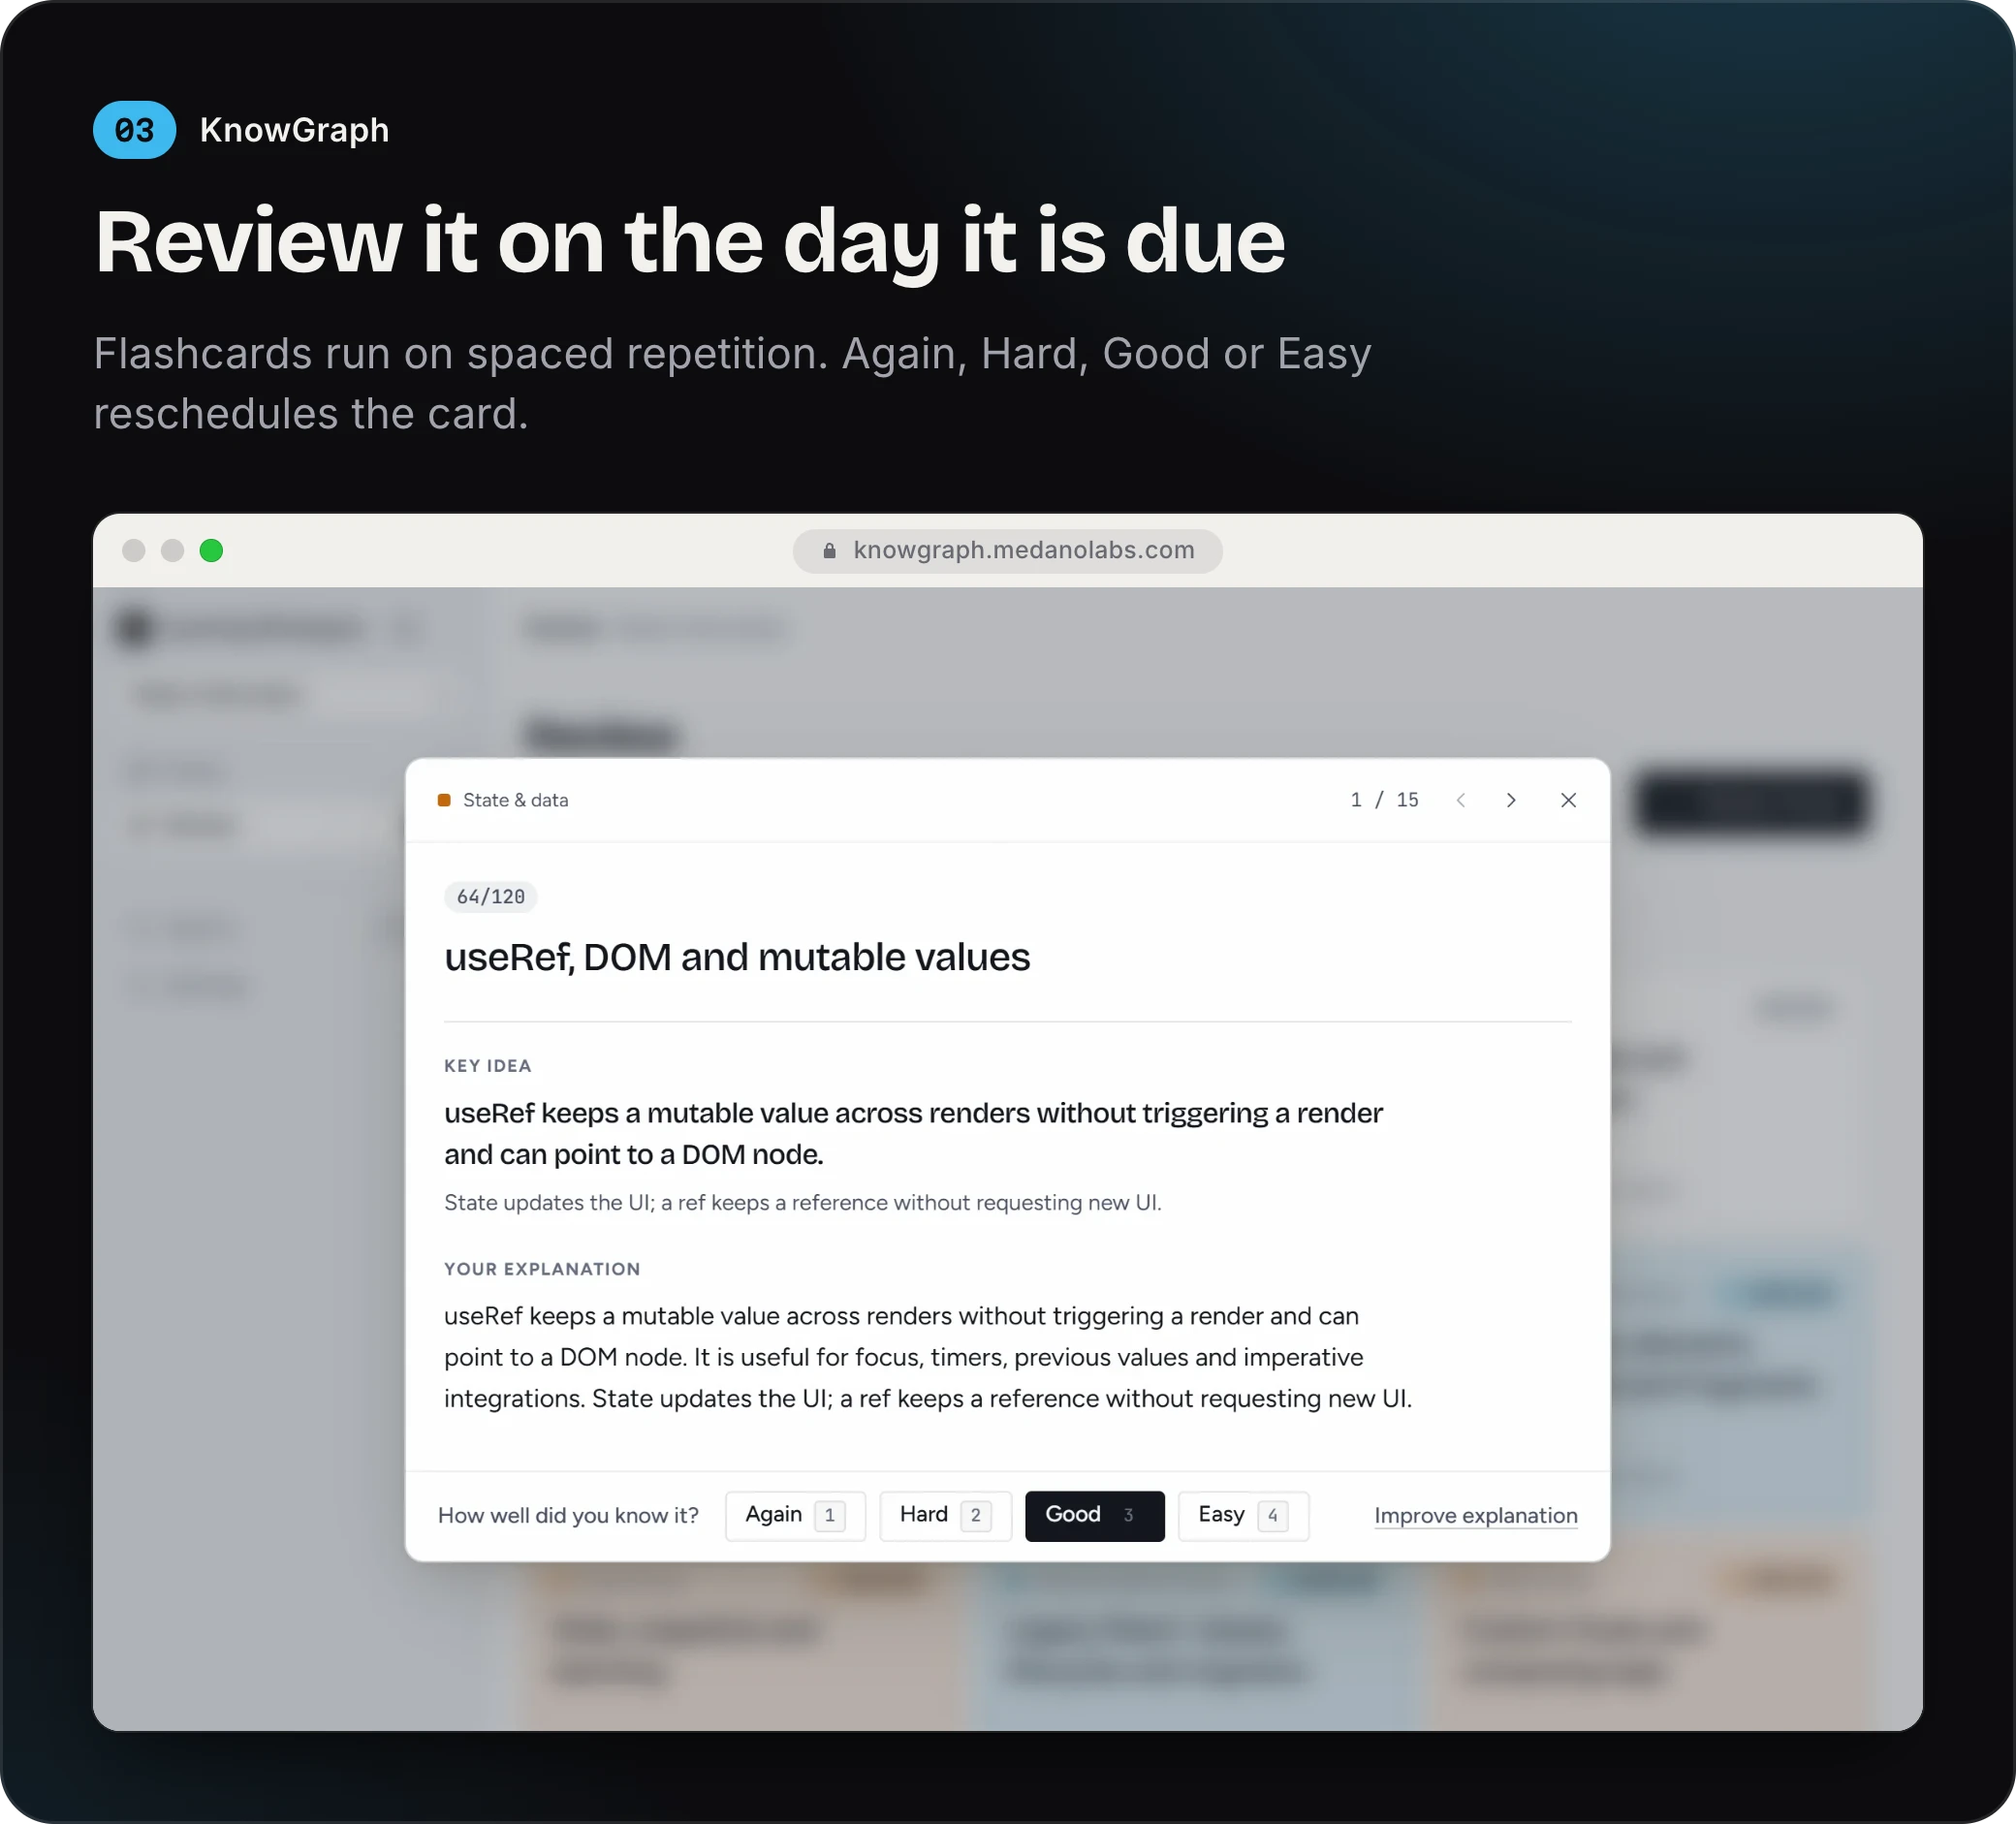 03 KnowGraph
Review it on the day it is due
Flashcards run on spaced repetition. Again, Hard, Good or Easy
reschedules the card.
knowgraph.medanolabs.com
State & data
1 / 15
64/120
useRef, DOM and mutable values
KEY IDEA
useRef keeps a mutable value across renders without triggering a render
and can point to a DOM node.
State updates the UI; a ref keeps a reference without requesting new UI.
YOUR EXPLANATION
useRef keeps a mutable value across renders without triggering a render and can
point to a DOM node. It is useful for focus, timers, previous values and imperative
integrations. State updates the UI; a ref keeps a reference without requesting new UI.
How well did you know it? Again 1 Hard 2 Good 3 Easy 4 Improve explanation